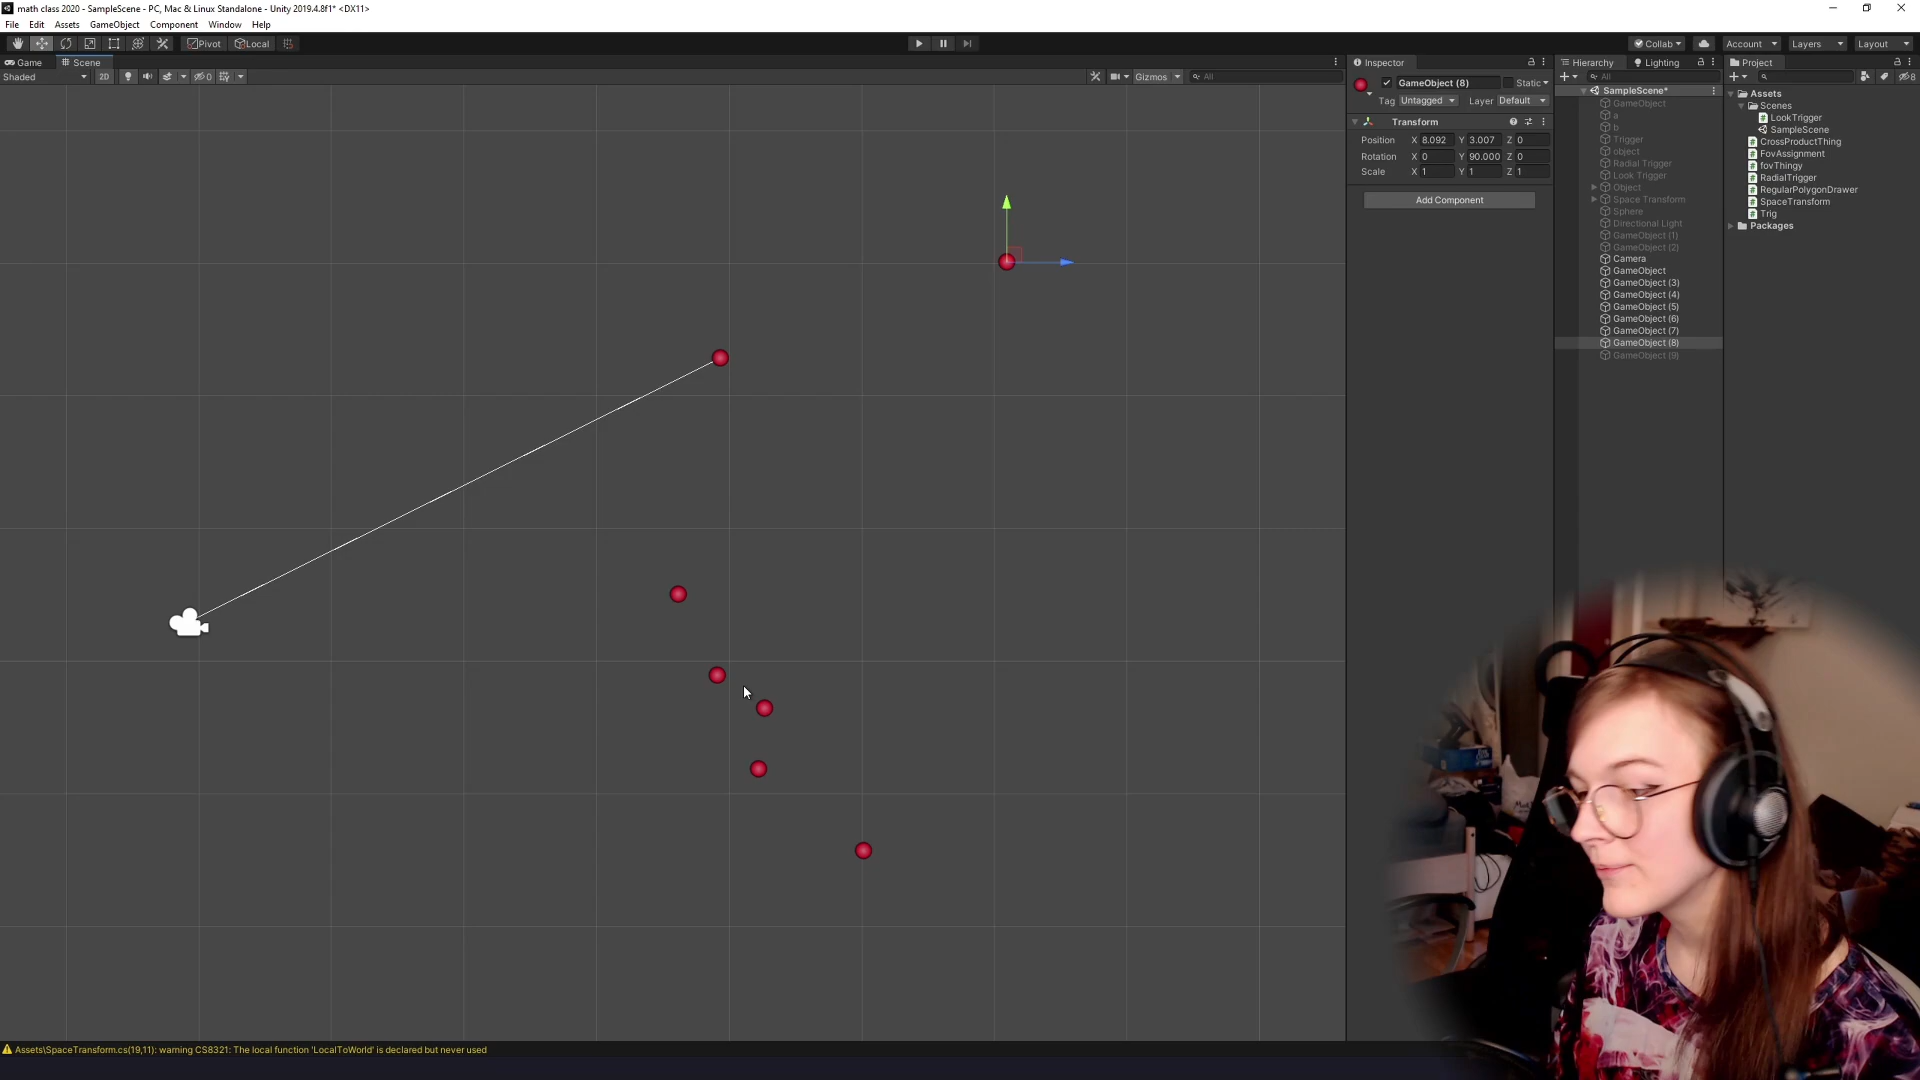 math class 2020 - SampleScene - PC, Mac & Linux Standalone - Unity 2019.4.8f1* <DX11>
File Edit Assets GameObject Component Window Help
Pivot Local Collab Account Layers Layout
Game Scene
Shaded 2D 0 Gizmos All
Inspector
GameObject (8) Static
Tag Untagged Layer Default
Transform
Position X 8.092 Y 3.007 Z 0
Rotation X 0 Y 90.000 Z 0
Scale X 1 Y 1 Z 1
Add Component
Hierarchy Lighting
All
SampleScene*
GameObject
a
b
Trigger
object
Radial Trigger
Look Trigger
Object
Space Transform
Sphere
Directional Light
GameObject (1)
GameObject (2)
Camera
GameObject
GameObject (3)
GameObject (4)
GameObject (5)
GameObject (6)
GameObject (7)
GameObject (8)
GameObject (9)
Project
8
Assets
Scenes
LookTrigger
SampleScene
CrossProductThing
FovAssignment
fovThingy
RadialTrigger
RegularPolygonDrawer
SpaceTransform
Trig
Packages
Assets\SpaceTransform.cs(19,11): warning CS8321: The local function 'LocalToWorld' is declared but never used